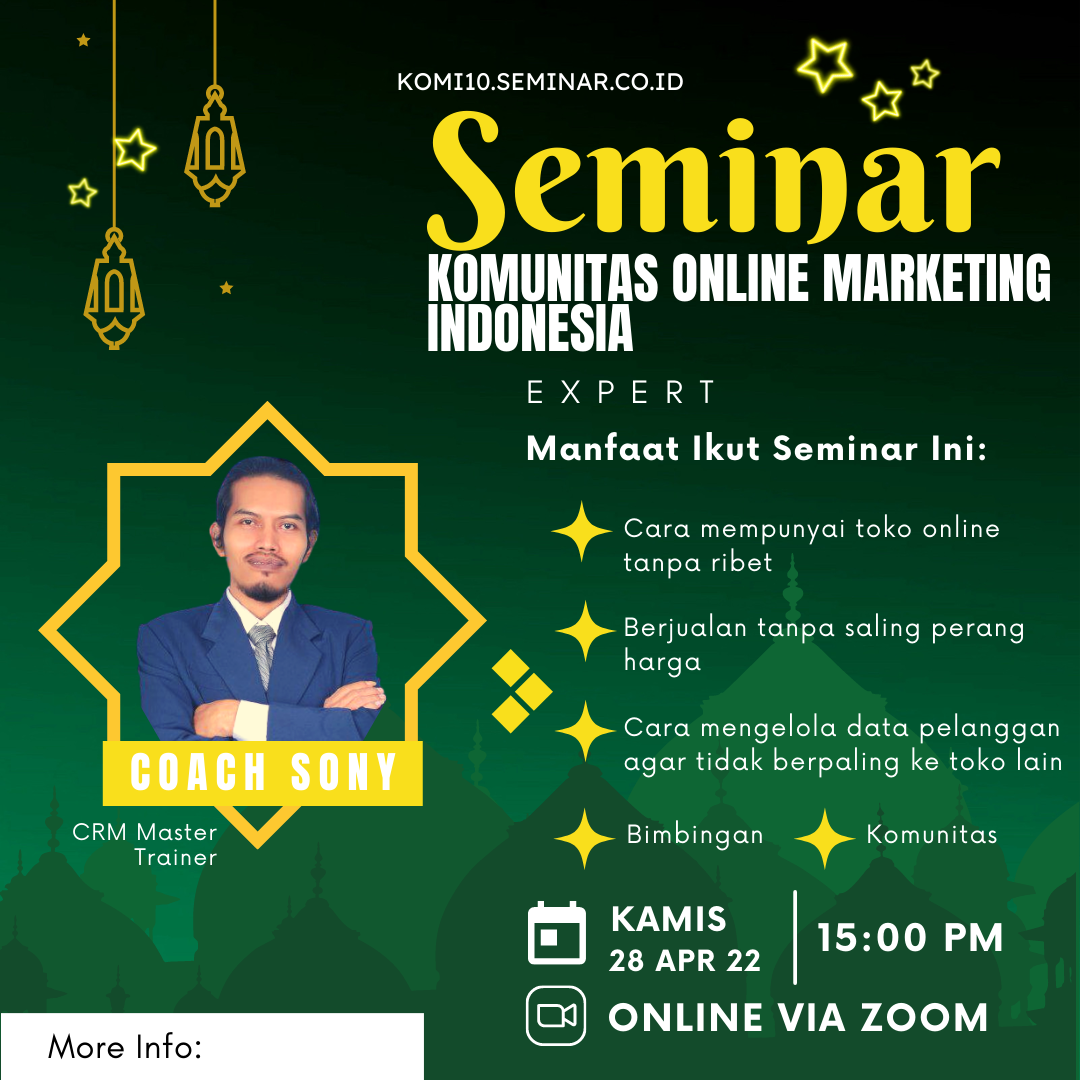 KOMI10.SEMINAR.CO.ID
Seminar
KOMUNITAS ONLINE MARKETING
INDONESIA
EXPERT
Manfaat Ikut Seminar Ini:
Cara mempunyai toko online
tanpa ribet
Berjualan tanpa saling perang
harga
Cara mengelola data pelanggan
agar tidak berpaling ke toko lain
Bimbingan
Komunitas
COACH SONY
CRM Master
Trainer
KAMIS
28 APR 22
15:00 PM
ONLINE VIA ZOOM
More Info: